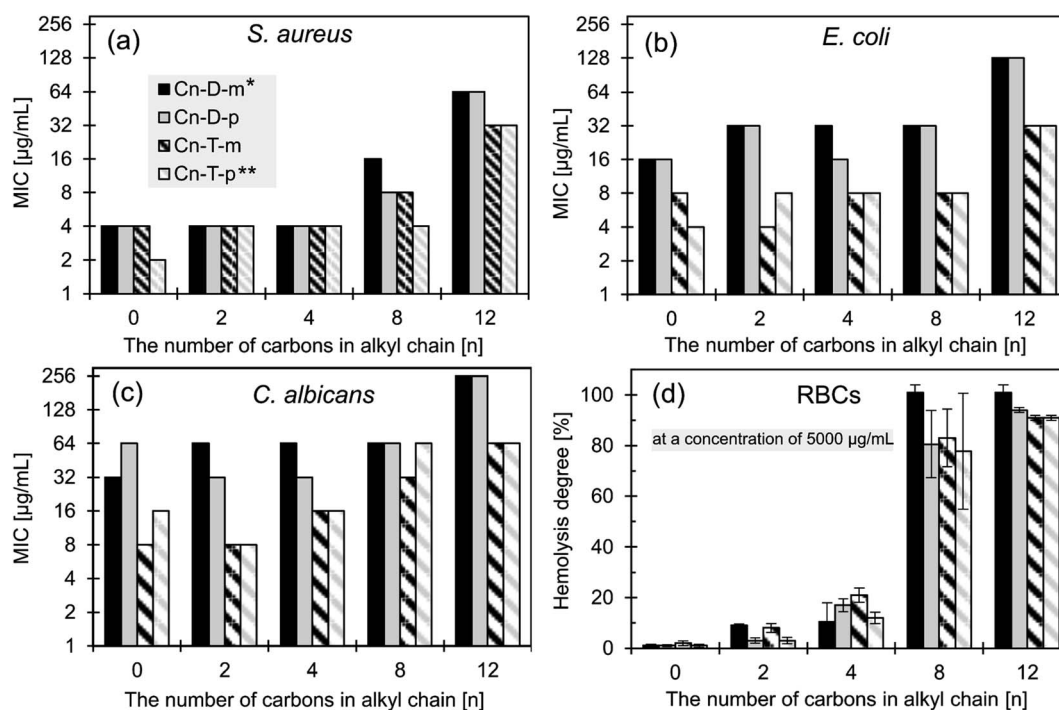 (a)
S. aureus
MIC [µg/mL]
256
128
64
32
16
8
4
2
1
Cn-D-m*
Cn-D-p
Cn-T-m
Cn-T-p**
0 2 4 8 12
The number of carbons in alkyl chain [n]
(b)
E. coli
MIC [µg/mL]
256
128
64
32
16
8
4
2
1
0 2 4 8 12
The number of carbons in alkyl chain [n]
(c)
C. albicans
MIC [µg/mL]
256
128
64
32
16
8
4
2
1
0 2 4 8 12
The number of carbons in alkyl chain [n]
(d)
RBCs
at a concentration of 5000 µg/mL
Hemolysis degree [%]
100
80
60
40
20
0
0 2 4 8 12
The number of carbons in alkyl chain [n]